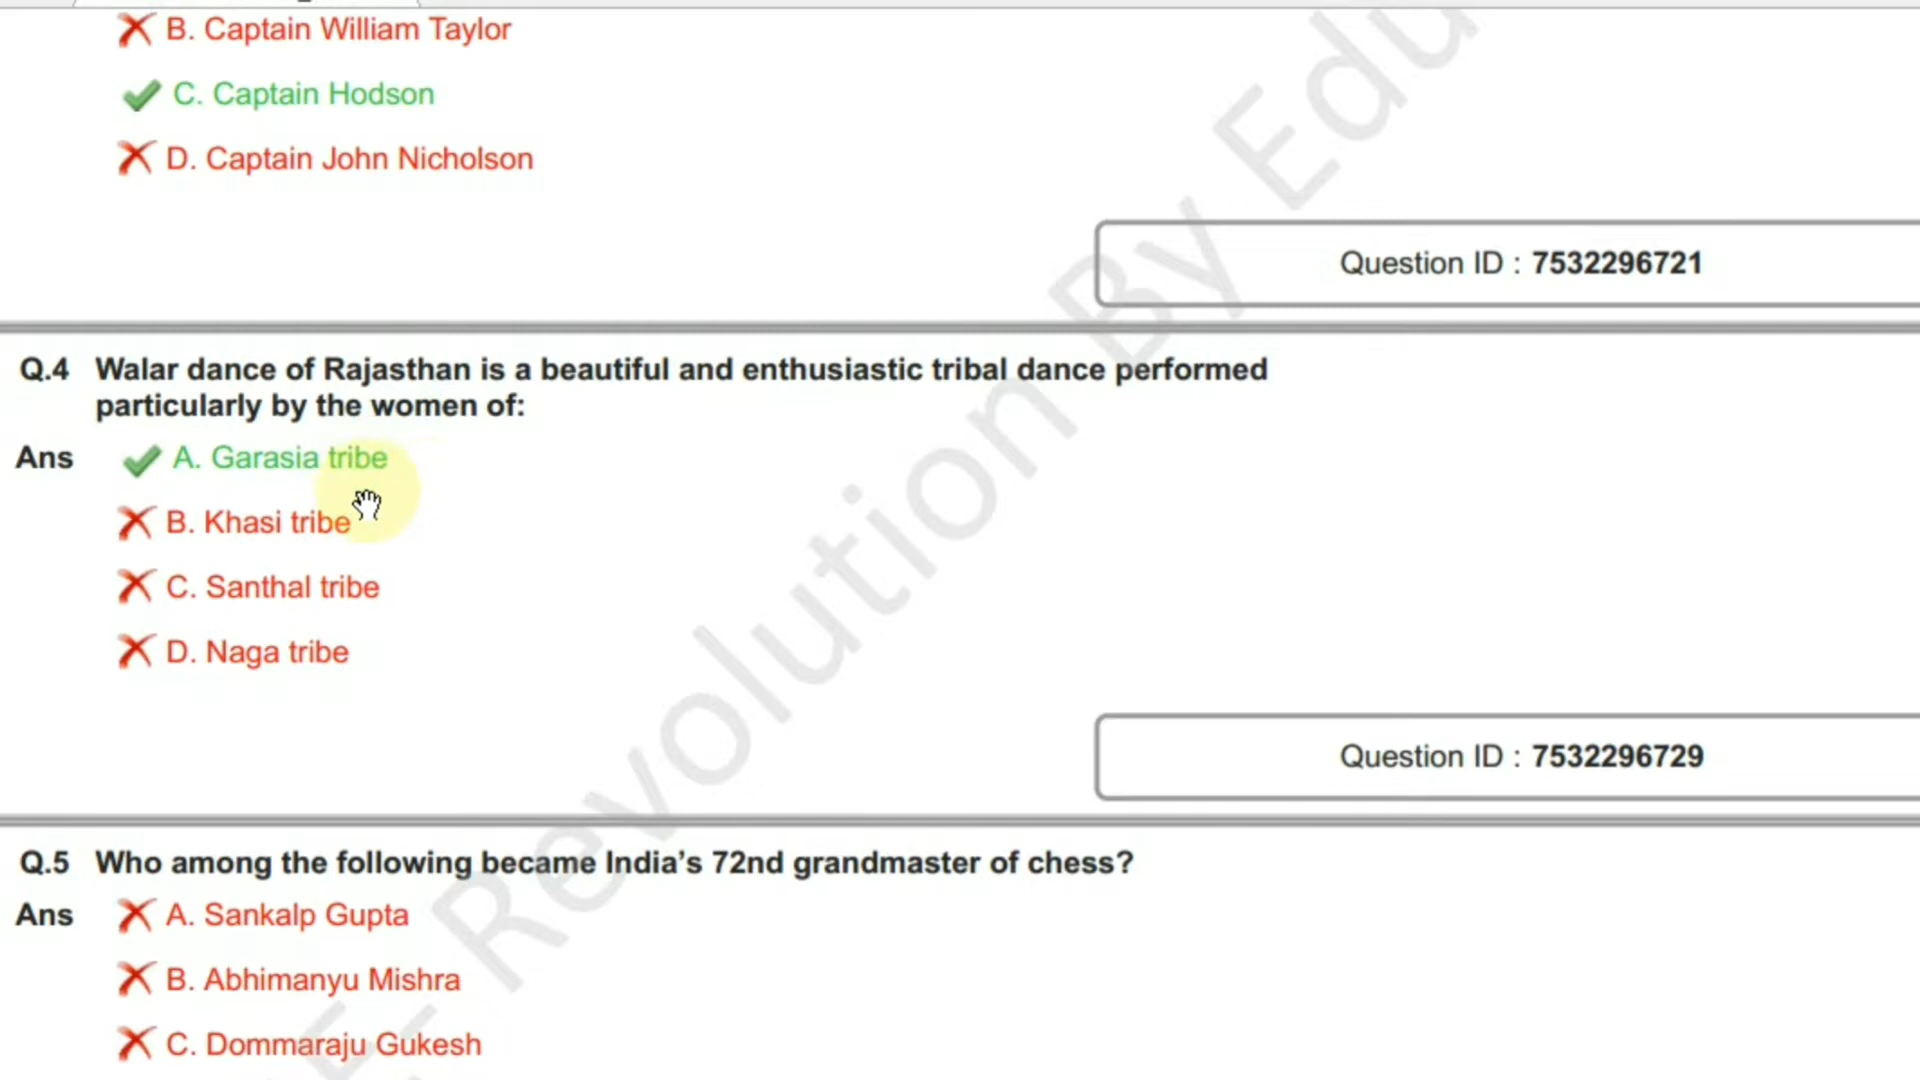 B. Captain William Taylor
C. Captain Hodson
D. Captain John Nicholson
Question ID : 7532296721
Q.4 Walar dance of Rajasthan is a beautiful and enthusiastic tribal dance performed
particularly by the women of:
Ans A. Garasia tribe
B. Khasi tribe
C. Santhal tribe
D. Naga tribe
Question ID : 7532296729
Q.5 Who among the following became India’s 72nd grandmaster of chess?
Ans A. Sankalp Gupta
B. Abhimanyu Mishra
C. Dommaraju Gukesh
E- Revolution By Edu